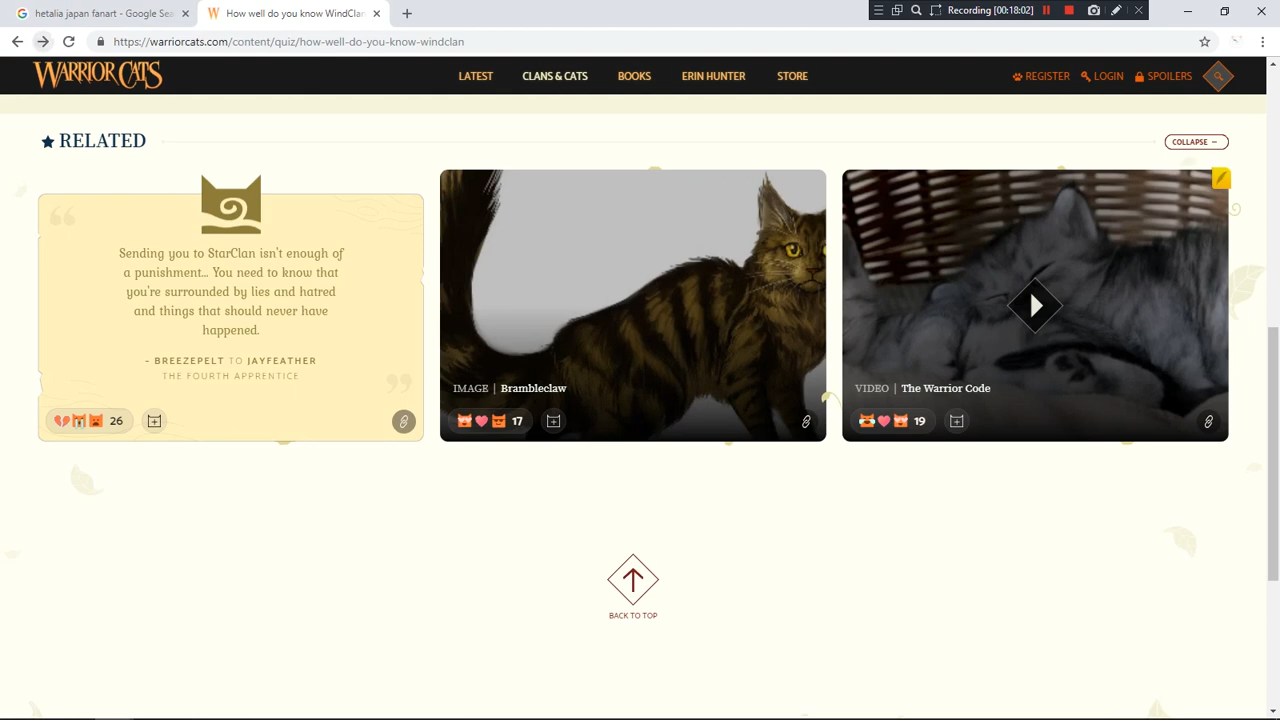 hetalia japan fanart - Google Sea
How well do you know WindClan
Recording [00:18:02]
https://warriorcats.com/content/quiz/how-well-do-you-know-windclan
WARRIOR CATS
LATEST
CLANS & CATS
BOOKS
ERIN HUNTER
STORE
REGISTER
LOGIN
SPOILERS
RELATED
COLLAPSE −
Sending you to StarClan isn't enough of
a punishment... You need to know that
you're surrounded by lies and hatred
and things that should never have
happened.
- BREEZEPELT TO JAYFEATHER
THE FOURTH APPRENTICE
26
IMAGE | Brambleclaw
17
VIDEO | The Warrior Code
19
BACK TO TOP